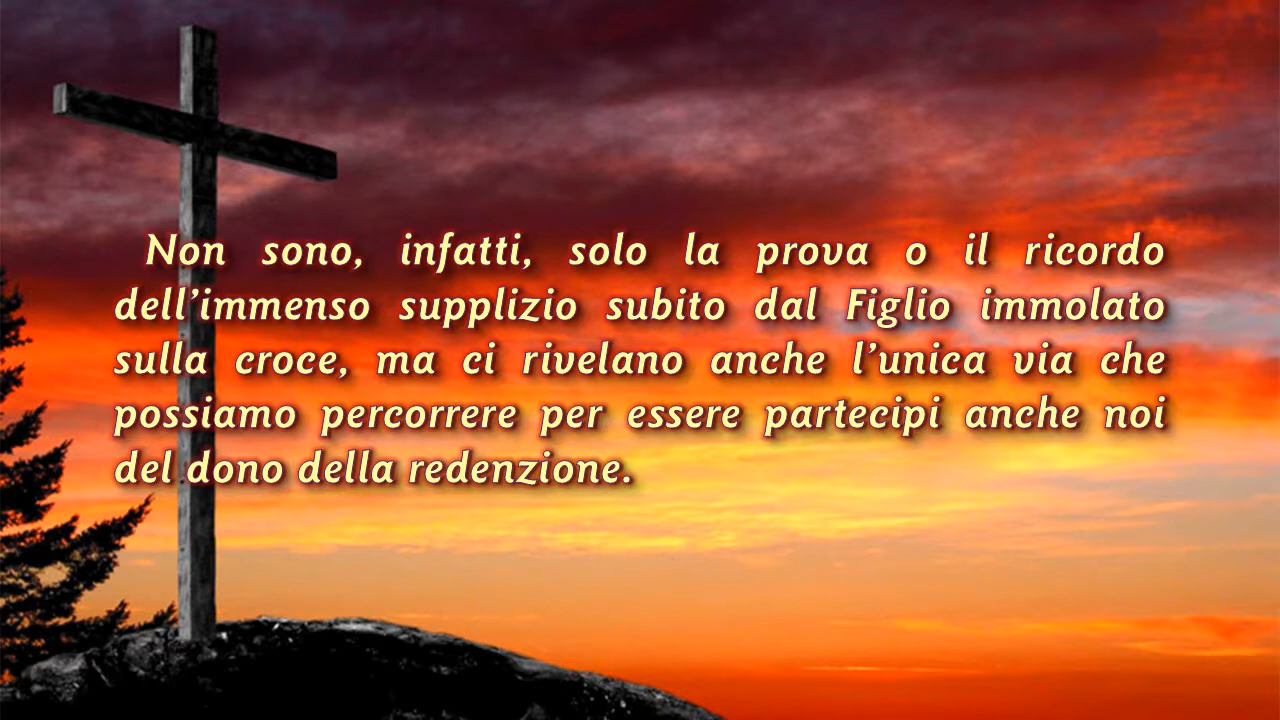 Non sono, infatti, solo la prova o il ricordo
dell’immenso supplizio subito dal Figlio immolato
sulla croce, ma ci rivelano anche l’unica via che
possiamo percorrere per essere partecipi anche noi
del dono della redenzione.